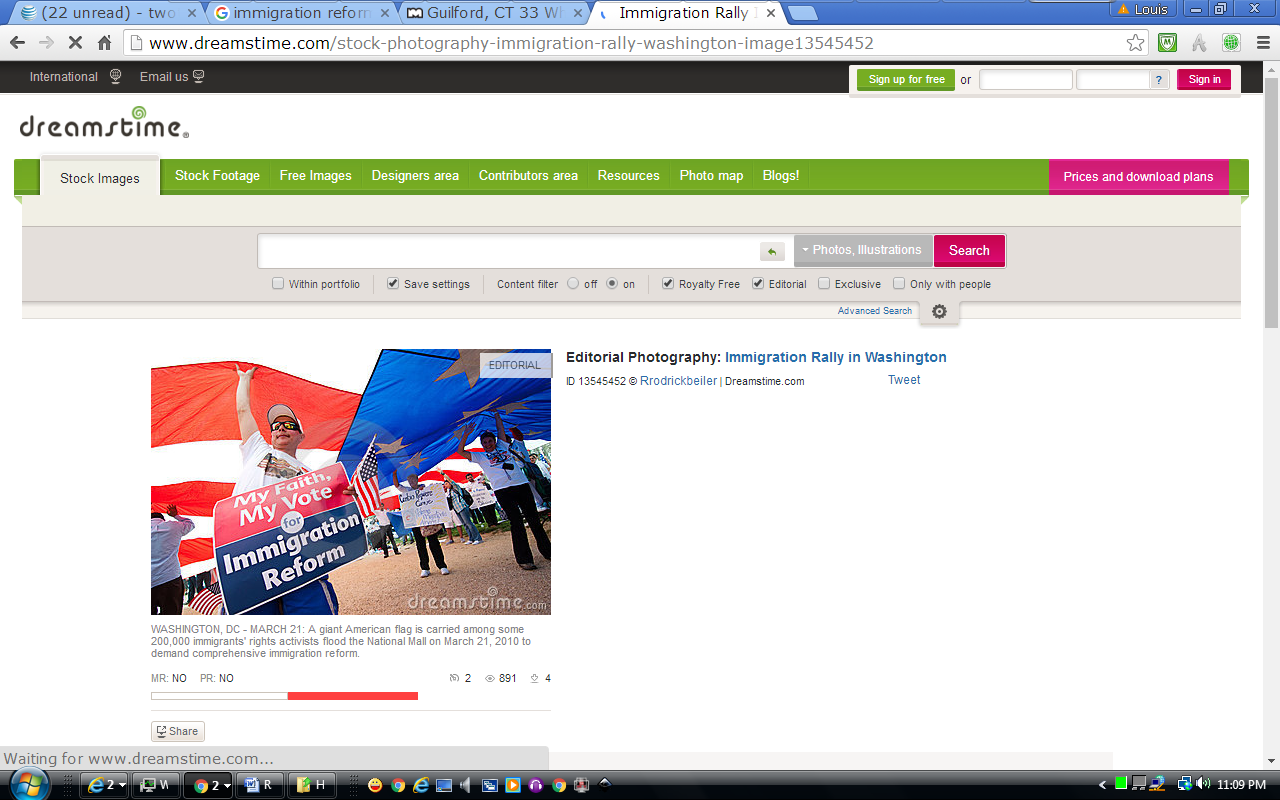 (22 unread) - two
immigration reform
Guilford, CT 33 Wh
Immigration Rally I
Louis
www.dreamstime.com/stock-photography-immigration-rally-washington-image13545452
International
Email us
Sign up for free or
?
Sign in
dreamstime®
Stock Images
Stock Footage
Free Images
Designers area
Contributors area
Resources
Photo map
Blogs!
Prices and download plans
Photos, Illustrations
Search
Within portfolio
Save settings
Content filter
off
on
Royalty Free
Editorial
Exclusive
Only with people
Advanced Search
EDITORIAL
My Faith,
My Vote
for
Immigration
Reform
dreamstime.com
Editorial Photography: Immigration Rally in Washington
ID 13545452 © Rrodrickbeiler | Dreamstime.com
Tweet
WASHINGTON, DC - MARCH 21: A giant American flag is carried among some
200,000 immigrants' rights activists flood the National Mall on March 21, 2010 to
demand comprehensive immigration reform.
MR: NO PR: NO
2
891
4
Share
Waiting for www.dreamstime.com...
2
W
2
R
H
11:09 PM